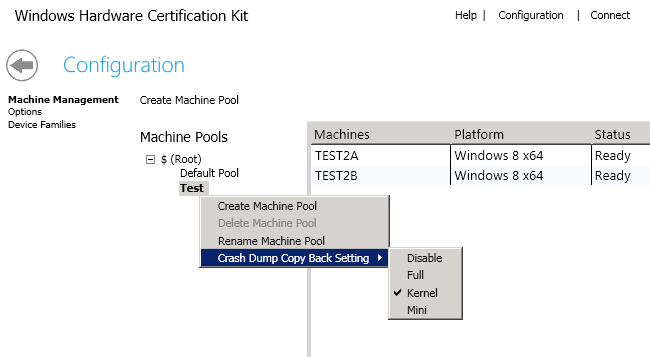 Windows Hardware Certification Kit
Help | Configuration | Connect
Configuration
Machine Management
Options
Device Families
Create Machine Pool
Machine Pools
$ (Root)
Default Pool
Test
Machines Platform Status
TEST2A Windows 8 x64 Ready
TEST2B Windows 8 x64 Ready
Create Machine Pool
Delete Machine Pool
Rename Machine Pool
Crash Dump Copy Back Setting
Disable
Full
Kernel
Mini